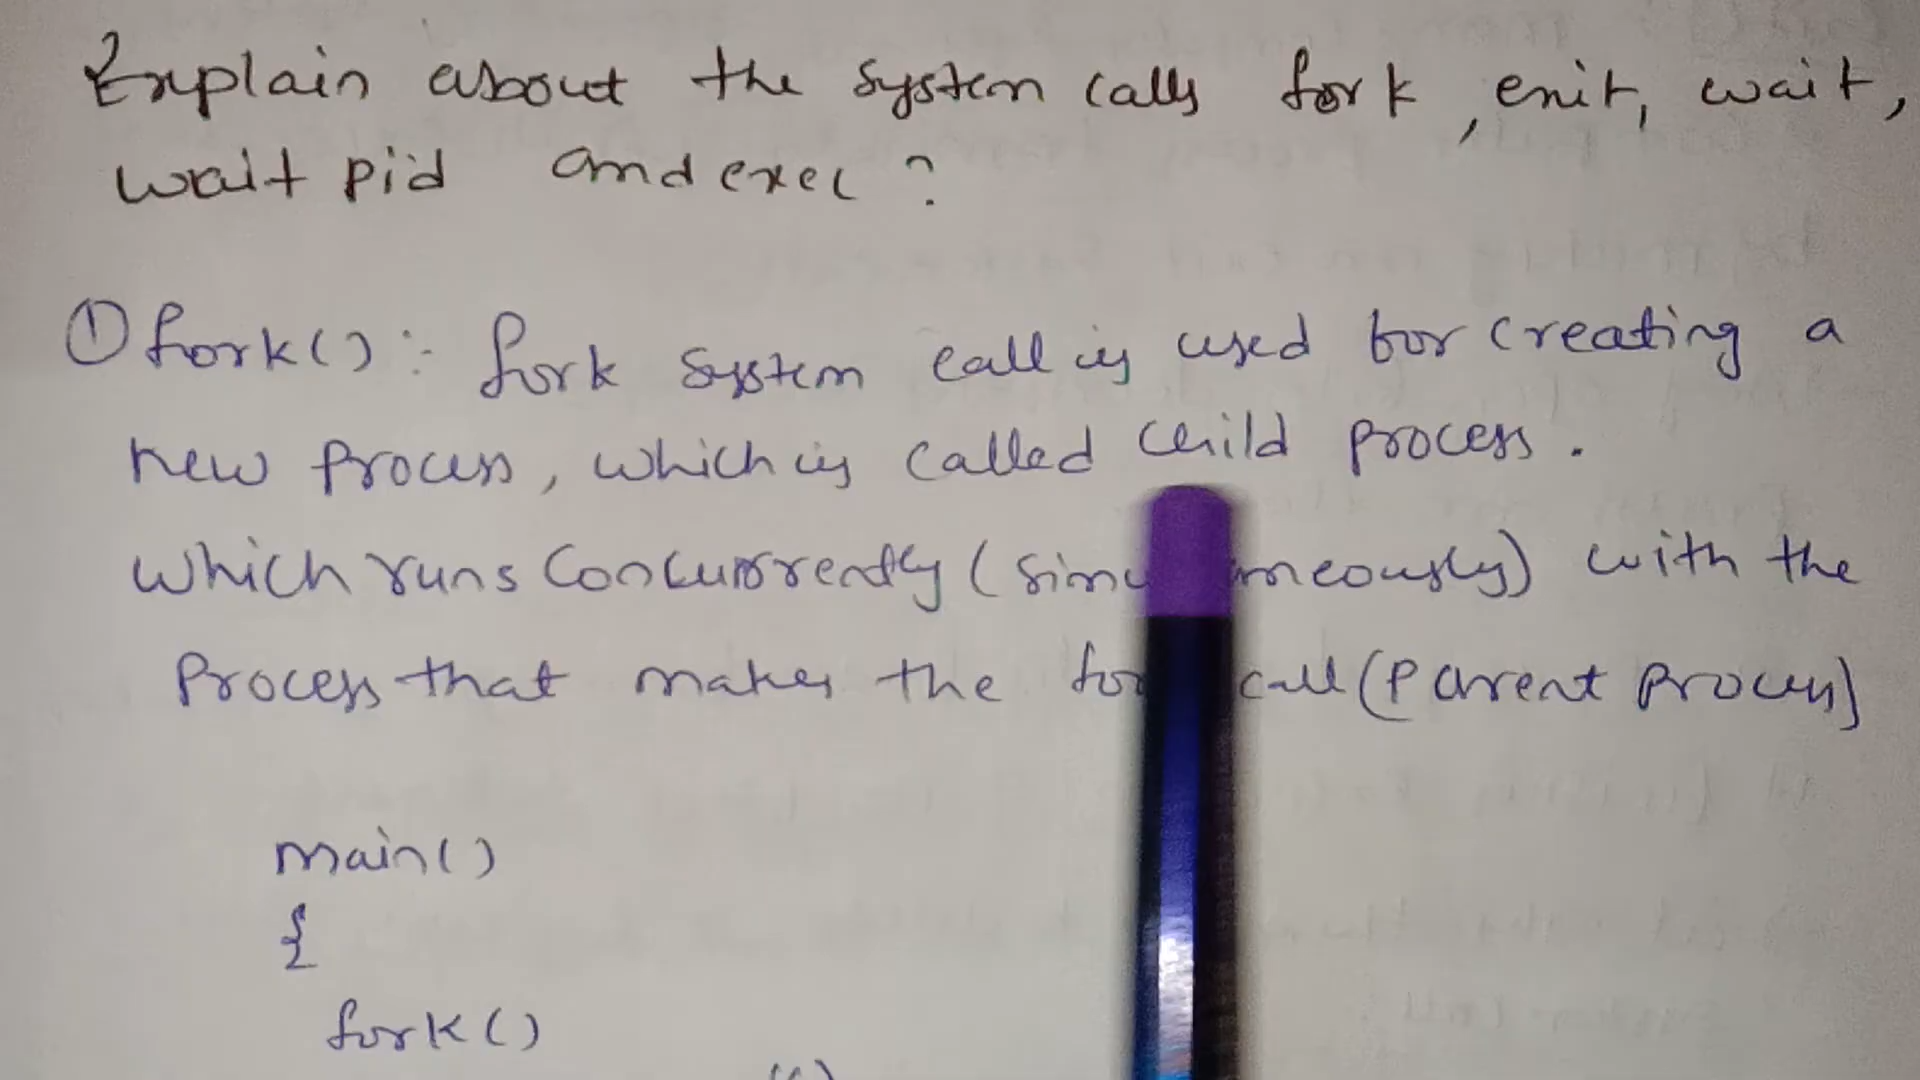 Explain about the system calls fork, exit, wait,
wait pid and exec?
① fork() :- fork system call is used for creating a
new process, which is called child process.
which runs concurrently ( with the
process that makes the call (parent process)
main()
{
fork()